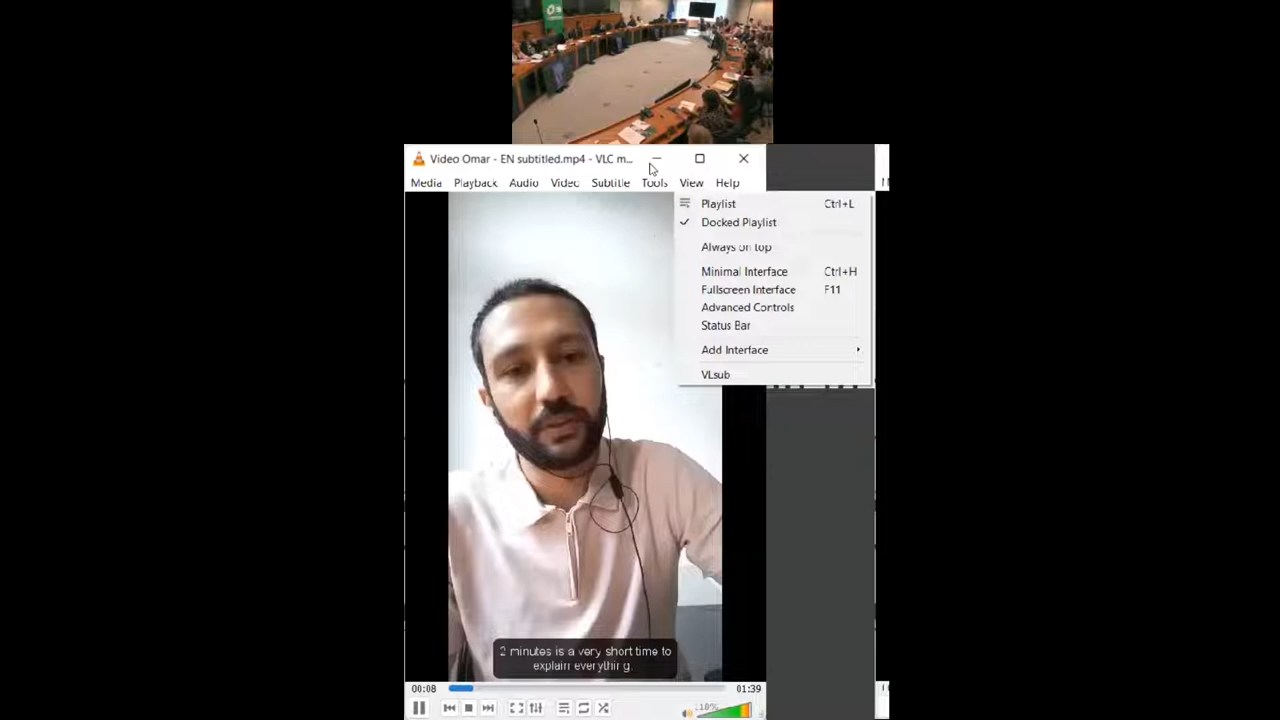 Video Omar - EN subtitled.mp4 - VLC m...
Media Playback Audio Video Subtitle Tools View Help
Playlist Ctrl+L
Docked Playlist
Always on top
Minimal Interface Ctrl+H
Fullscreen Interface F11
Advanced Controls
Status Bar
Add Interface
VLsub
2 minutes is a very short time to
explain everything.
00:08 01:39
118%